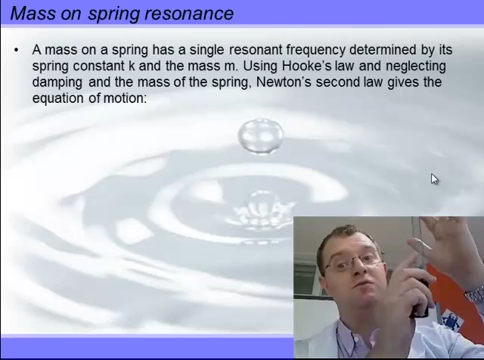 Mass on spring resonance
• A mass on a spring has a single resonant frequency determined by its
spring constant k and the mass m. Using Hooke's law and neglecting
damping and the mass of the spring, Newton's second law gives the
equation of motion: